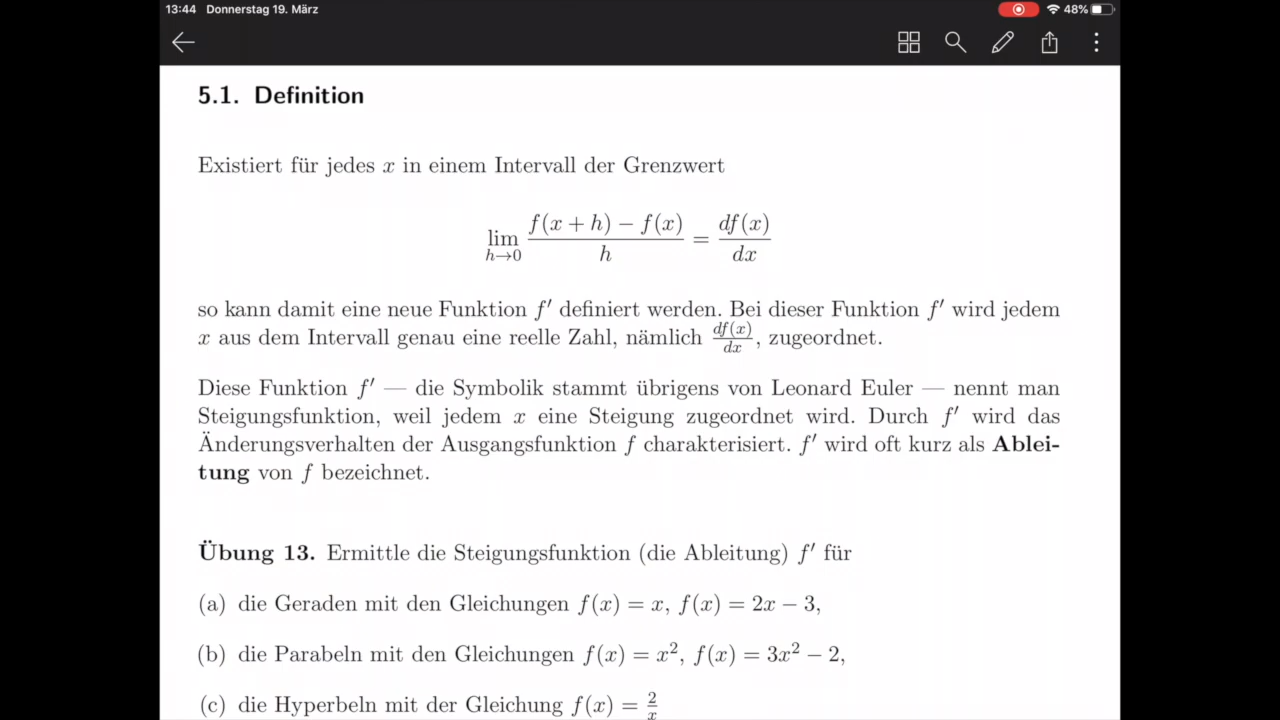 13:44 Donnerstag 19. März 48%
5.1. Definition
Existiert für jedes x in einem Intervall der Grenzwert
lim_{h→0} \frac{f(x + h) − f(x)}{h} = \frac{df(x)}{dx}
so kann damit eine neue Funktion f′ definiert werden. Bei dieser Funktion f′ wird jedem
x aus dem Intervall genau eine reelle Zahl, nämlich \frac{df(x)}{dx}, zugeordnet.
Diese Funktion f′ — die Symbolik stammt übrigens von Leonard Euler — nennt man
Steigungsfunktion, weil jedem x eine Steigung zugeordnet wird. Durch f′ wird das
Änderungsverhalten der Ausgangsfunktion f charakterisiert. f′ wird oft kurz als Ablei-
tung von f bezeichnet.
Übung 13. Ermittle die Steigungsfunktion (die Ableitung) f′ für
(a) die Geraden mit den Gleichungen f(x) = x, f(x) = 2x − 3,
(b) die Parabeln mit den Gleichungen f(x) = x², f(x) = 3x² − 2,
(c) die Hyperbeln mit der Gleichung f(x) = \frac{2}{x}